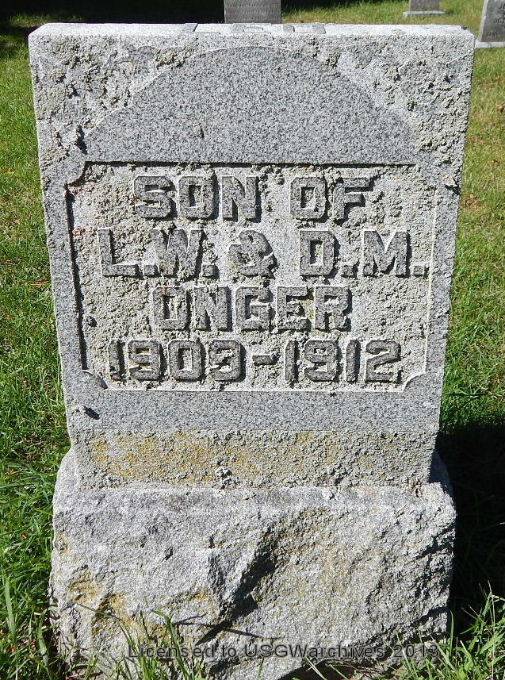 SON OF
L.W. & D.M.
UNGER
1903-1912
Licensed to USGWarchives 2013